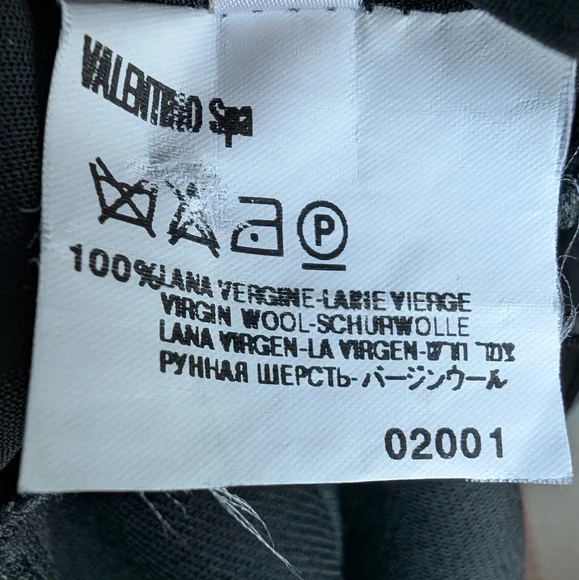 VALENTINO Spa
P
100% LANA VERGINE-LAINE VIERGE
VIRGIN WOOL-SCHURWOLLE
LANA VIRGEN-LA VIRGEN-
РУННАЯ ШЕРСТЬ-バージンウール
02001